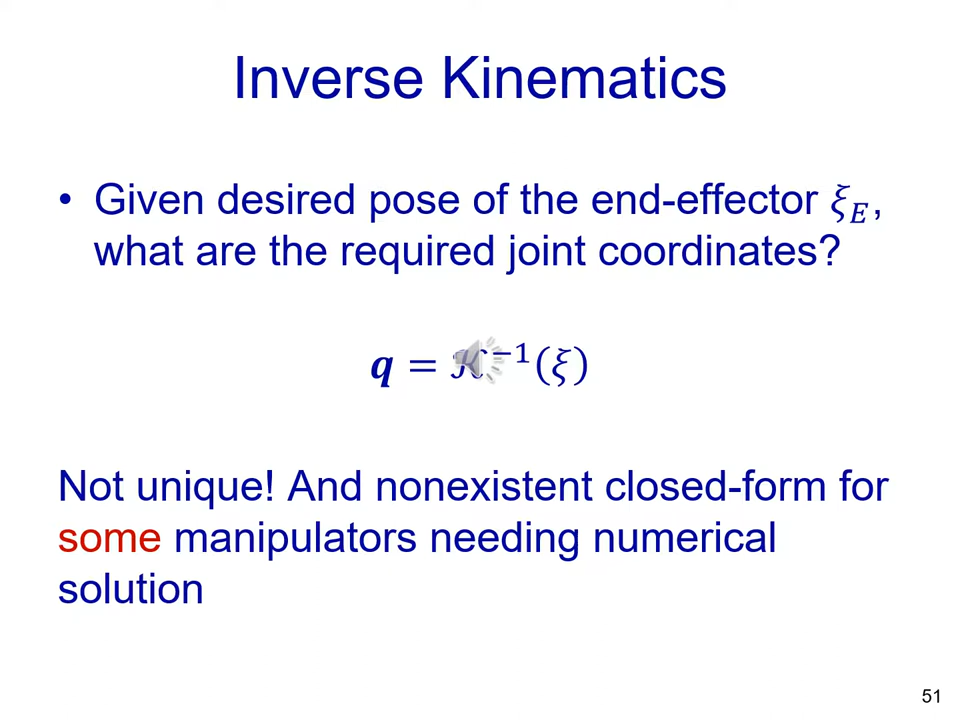 Inverse Kinematics
• Given desired pose of the end-effector ξ_E,
what are the required joint coordinates?
q = 𝒦⁻¹(ξ)
Not unique! And nonexistent closed-form for
some manipulators needing numerical
solution
51